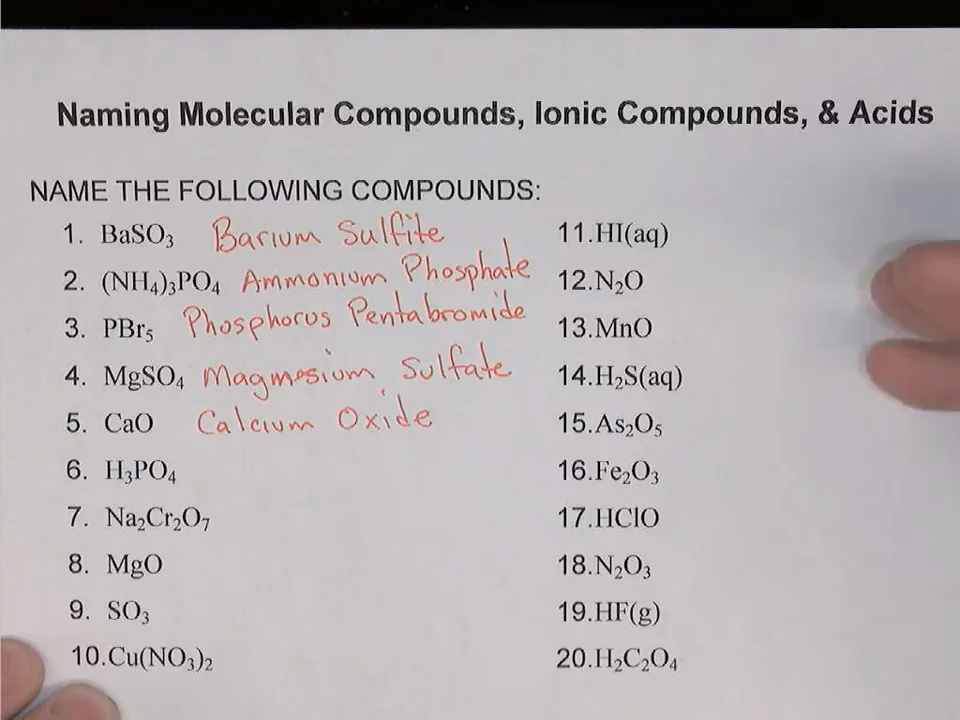 Naming Molecular Compounds, Ionic Compounds, & Acids
NAME THE FOLLOWING COMPOUNDS:
1. BaSO₃ Barium Sulfite
2. (NH₄)₃PO₄ Ammonium Phosphate
3. PBr₅ Phosphorus Pentabromide
4. MgSO₄ Magnesium Sulfate
5. CaO Calcium Oxide
6. H₃PO₄
7. Na₂Cr₂O₇
8. MgO
9. SO₃
10.Cu(NO₃)₂
11.HI(aq)
12.N₂O
13.MnO
14.H₂S(aq)
15.As₂O₅
16.Fe₂O₃
17.HClO
18.N₂O₃
19.HF(g)
20.H₂C₂O₄